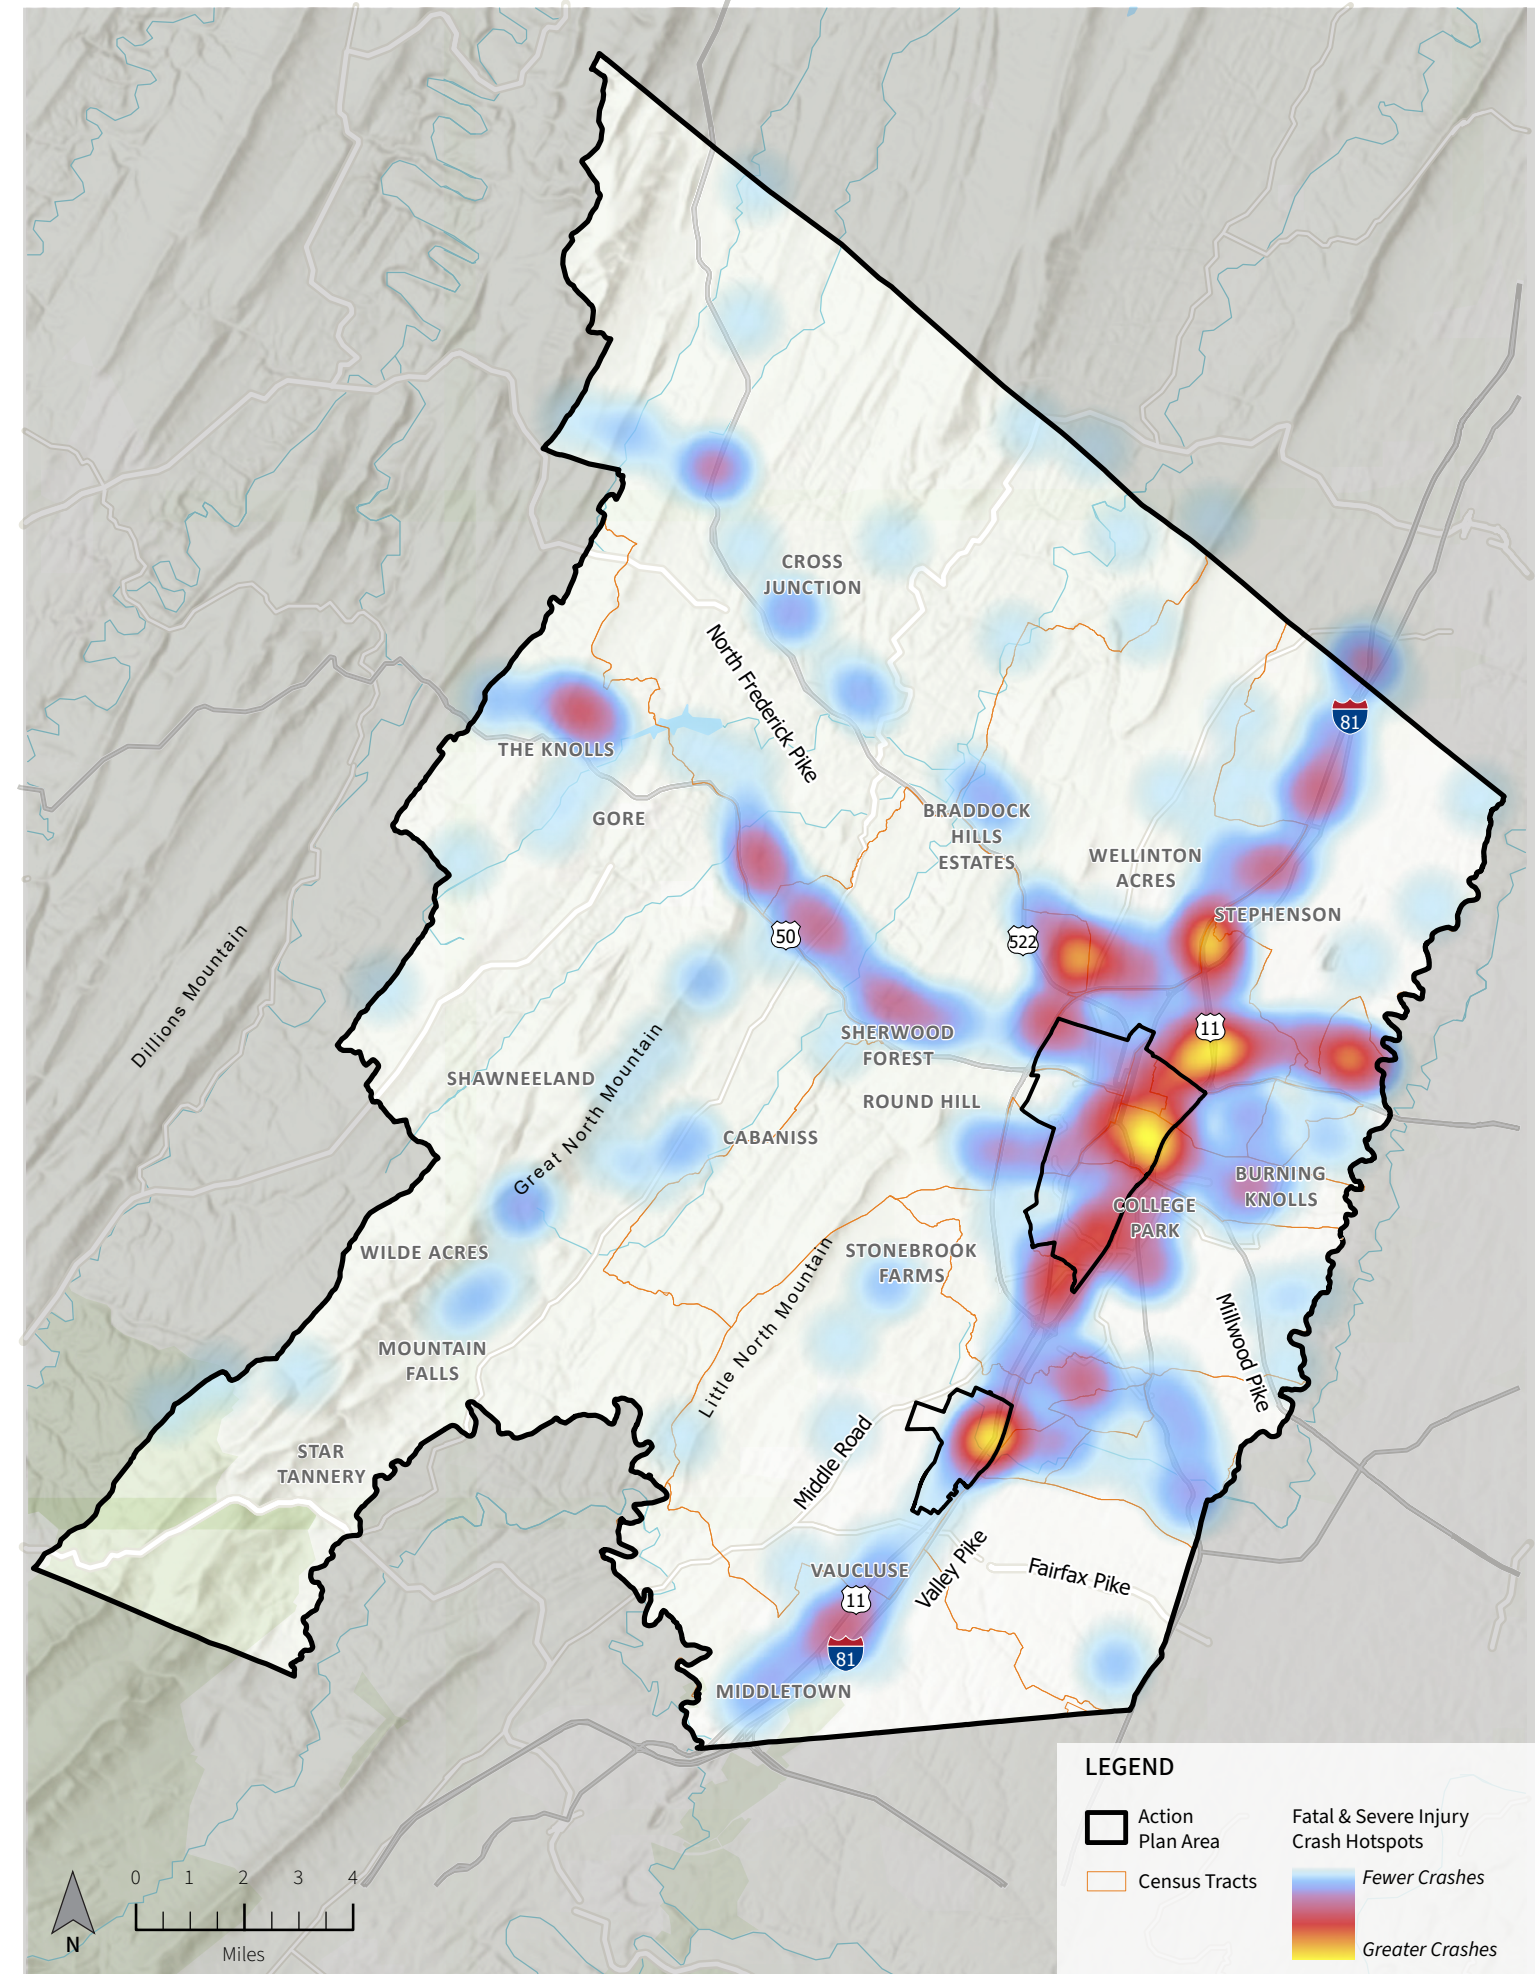 CROSS
JUNCTION
North Frederick Pike
81
THE KNOLLS
GORE
BRADDOCK
HILLS
ESTATES
WELLINTON
ACRES
STEPHENSON
50
522
Dillions Mountain
11
SHERWOOD
FOREST
SHAWNEELAND
Great North Mountain
ROUND HILL
CABANISS
BURNING
KNOLLS
COLLEGE
PARK
WILDE ACRES
STONEBROOK
FARMS
Little North Mountain
Millwood Pike
MOUNTAIN
FALLS
STAR
TANNERY
Middle Road
VAUCLUSE
Valley Pike
Fairfax Pike
11
81
MIDDLETOWN
LEGEND
Action
Plan Area
Census Tracts
Fatal & Severe Injury
Crash Hotspots
Fewer Crashes
Greater Crashes
N
0 1 2 3 4
Miles